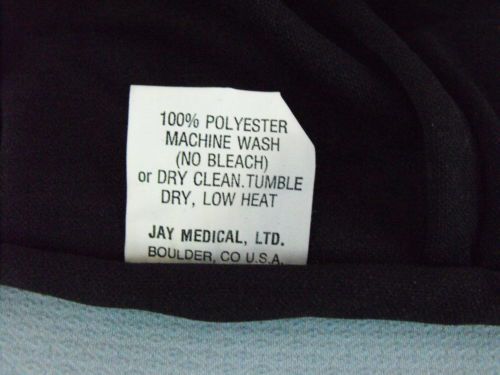 100% POLYESTER
MACHINE WASH
(NO BLEACH)
or DRY CLEAN.TUMBLE
DRY, LOW HEAT
JAY MEDICAL, LTD.
BOULDER, CO U.S.A.